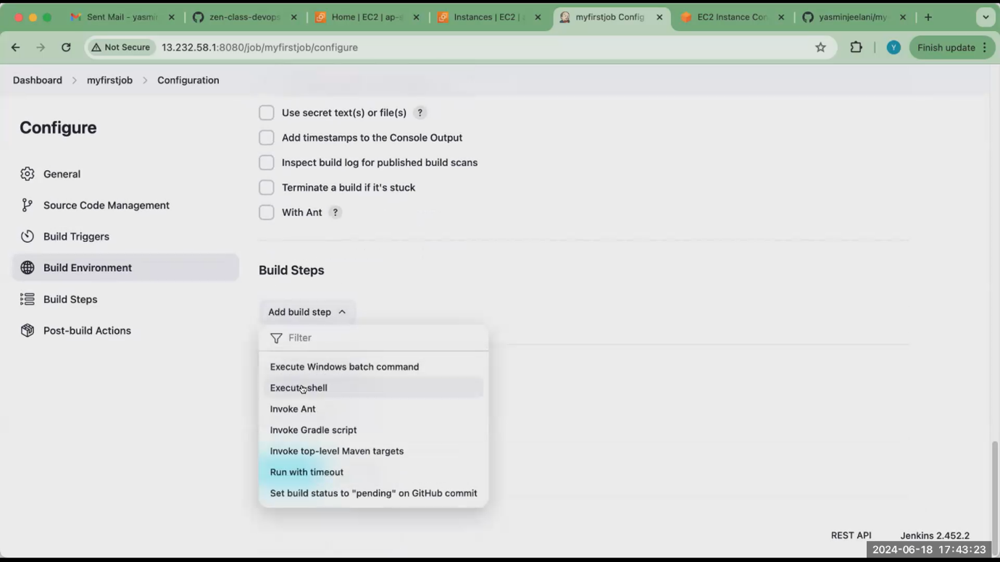 Sent Mail - yasmi
zen-class-devops
Home | EC2 | ap-
Instances | EC2 |
myfirstjob Config
EC2 Instance Con
yasminjeelani/my
Not Secure
13.232.58.1:8080/job/myfirstjob/configure
Y
Finish update
Dashboard > myfirstjob > Configuration
Configure
General
Source Code Management
Build Triggers
Build Environment
Build Steps
Post-build Actions
Use secret text(s) or file(s) ?
Add timestamps to the Console Output
Inspect build log for published build scans
Terminate a build if it's stuck
With Ant ?
Build Steps
Add build step
Filter
Execute Windows batch command
Execute shell
Invoke Ant
Invoke Gradle script
Invoke top-level Maven targets
Run with timeout
Set build status to "pending" on GitHub commit
REST API
Jenkins 2.452.2
2024-06-18 17:43:23